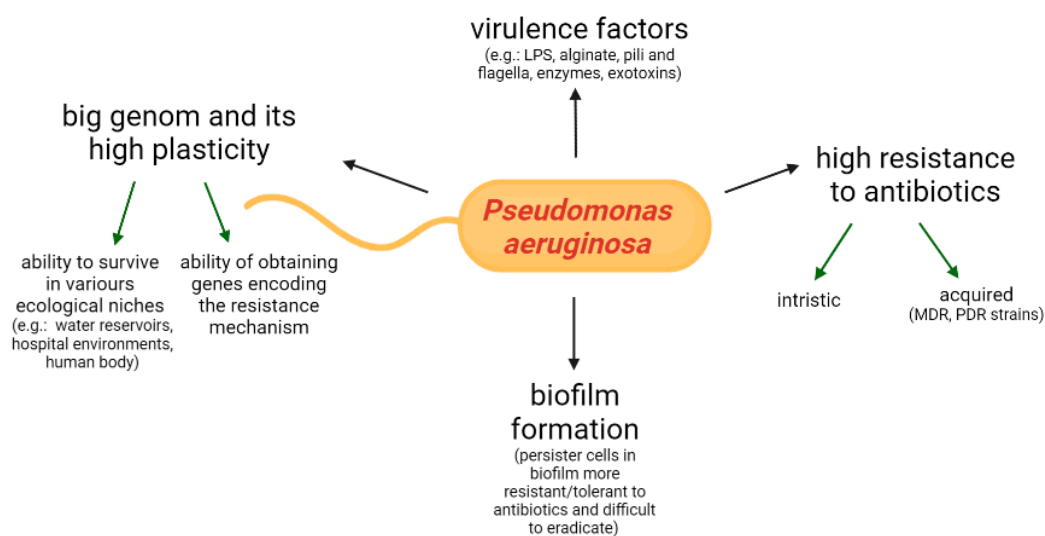 virulence factors
(e.g.: LPS, alginate, pili and
flagella, enzymes, exotoxins)
big genom and its
high plasticity
high resistance
to antibiotics
Pseudomonas
aeruginosa
ability to survive
in variours
ecological niches
(e.g.: water reservoirs,
hospital environments,
human body)
ability of obtaining
genes encoding
the resistance
mechanism
intristic
acquired
(MDR, PDR strains)
biofilm
formation
(persister cells in
biofilm more
resistant/tolerant to
antibiotics and difficult
to eradicate)